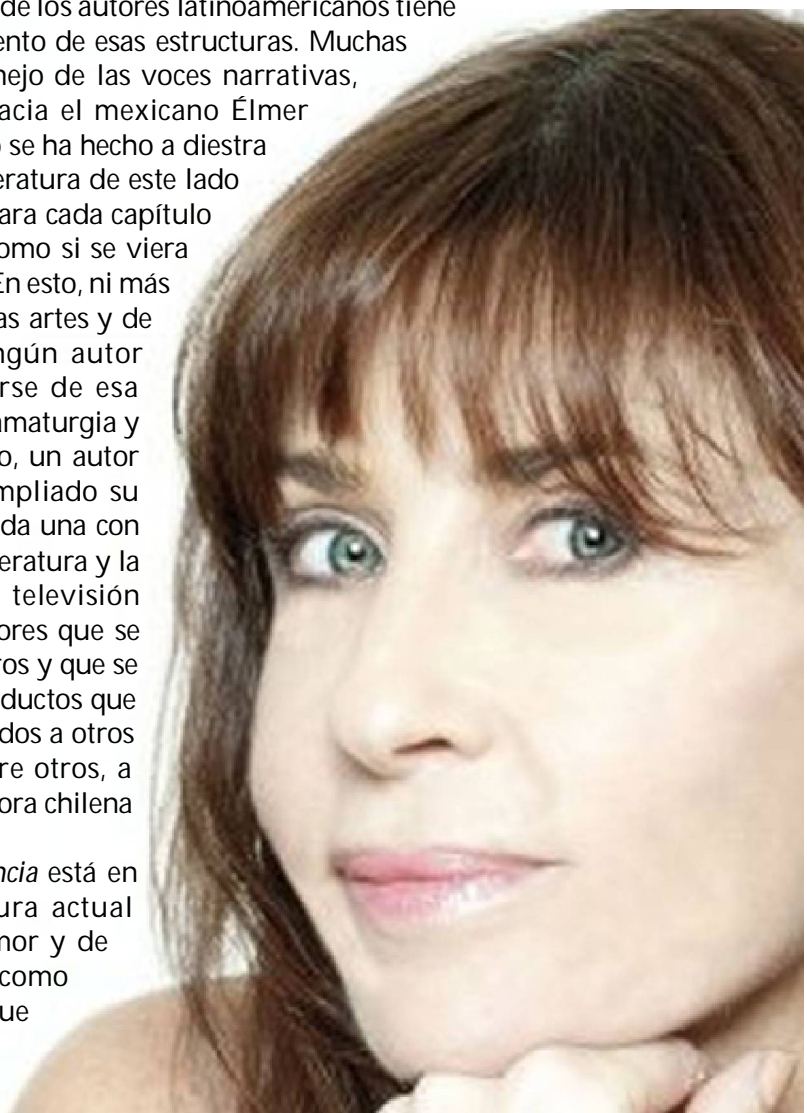 de los autores latinoamericanos tiene
ento de esas estructuras. Muchas
nejo de las voces narrativas,
acia el mexicano Élmer
o se ha hecho a diestra
eratura de este lado
ara cada capítulo
omo si se viera
En esto, ni más
as artes y de
ngún autor
rse de esa
amaturgia y
o, un autor
mpliado su
da una con
eratura y la
televisión
ores que se
ros y que se
ductos que
dos a otros
re otros, a
ora chilena
ncia está en
ura actual
mor y de
como
ue